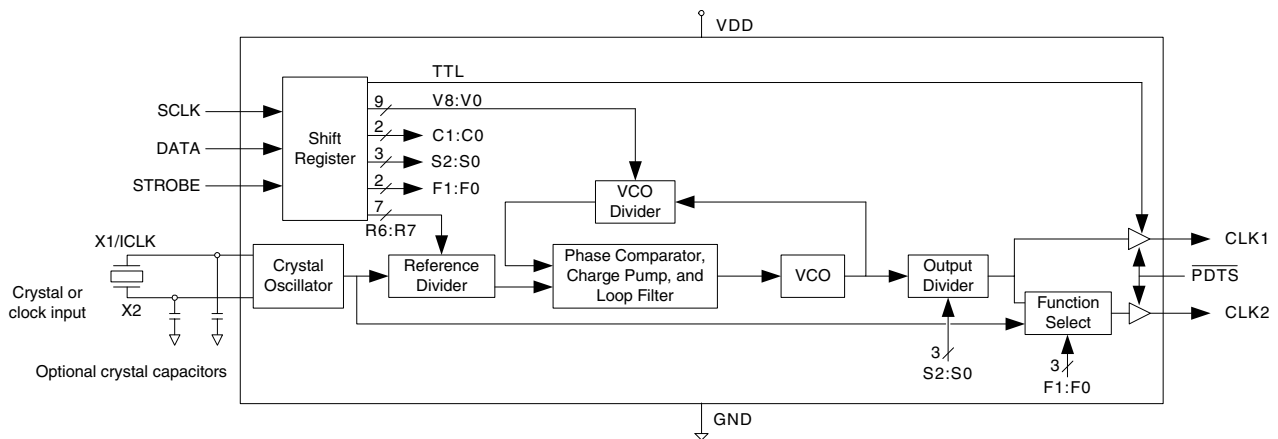 VDD
TTL
SCLK
9
V8:V0
DATA
Shift
Register
2
C1:C0
3
S2:S0
STROBE
2
F1:F0
7
R6:R7
VCO
Divider
X1/ICLK
X2
Crystal or
clock input
Crystal
Oscillator
Reference
Divider
Phase Comparator,
Charge Pump, and
Loop Filter
VCO
Output
Divider
Function
Select
CLK1
PDTS
CLK2
3
S2:S0
3
F1:F0
Optional crystal capacitors
GND